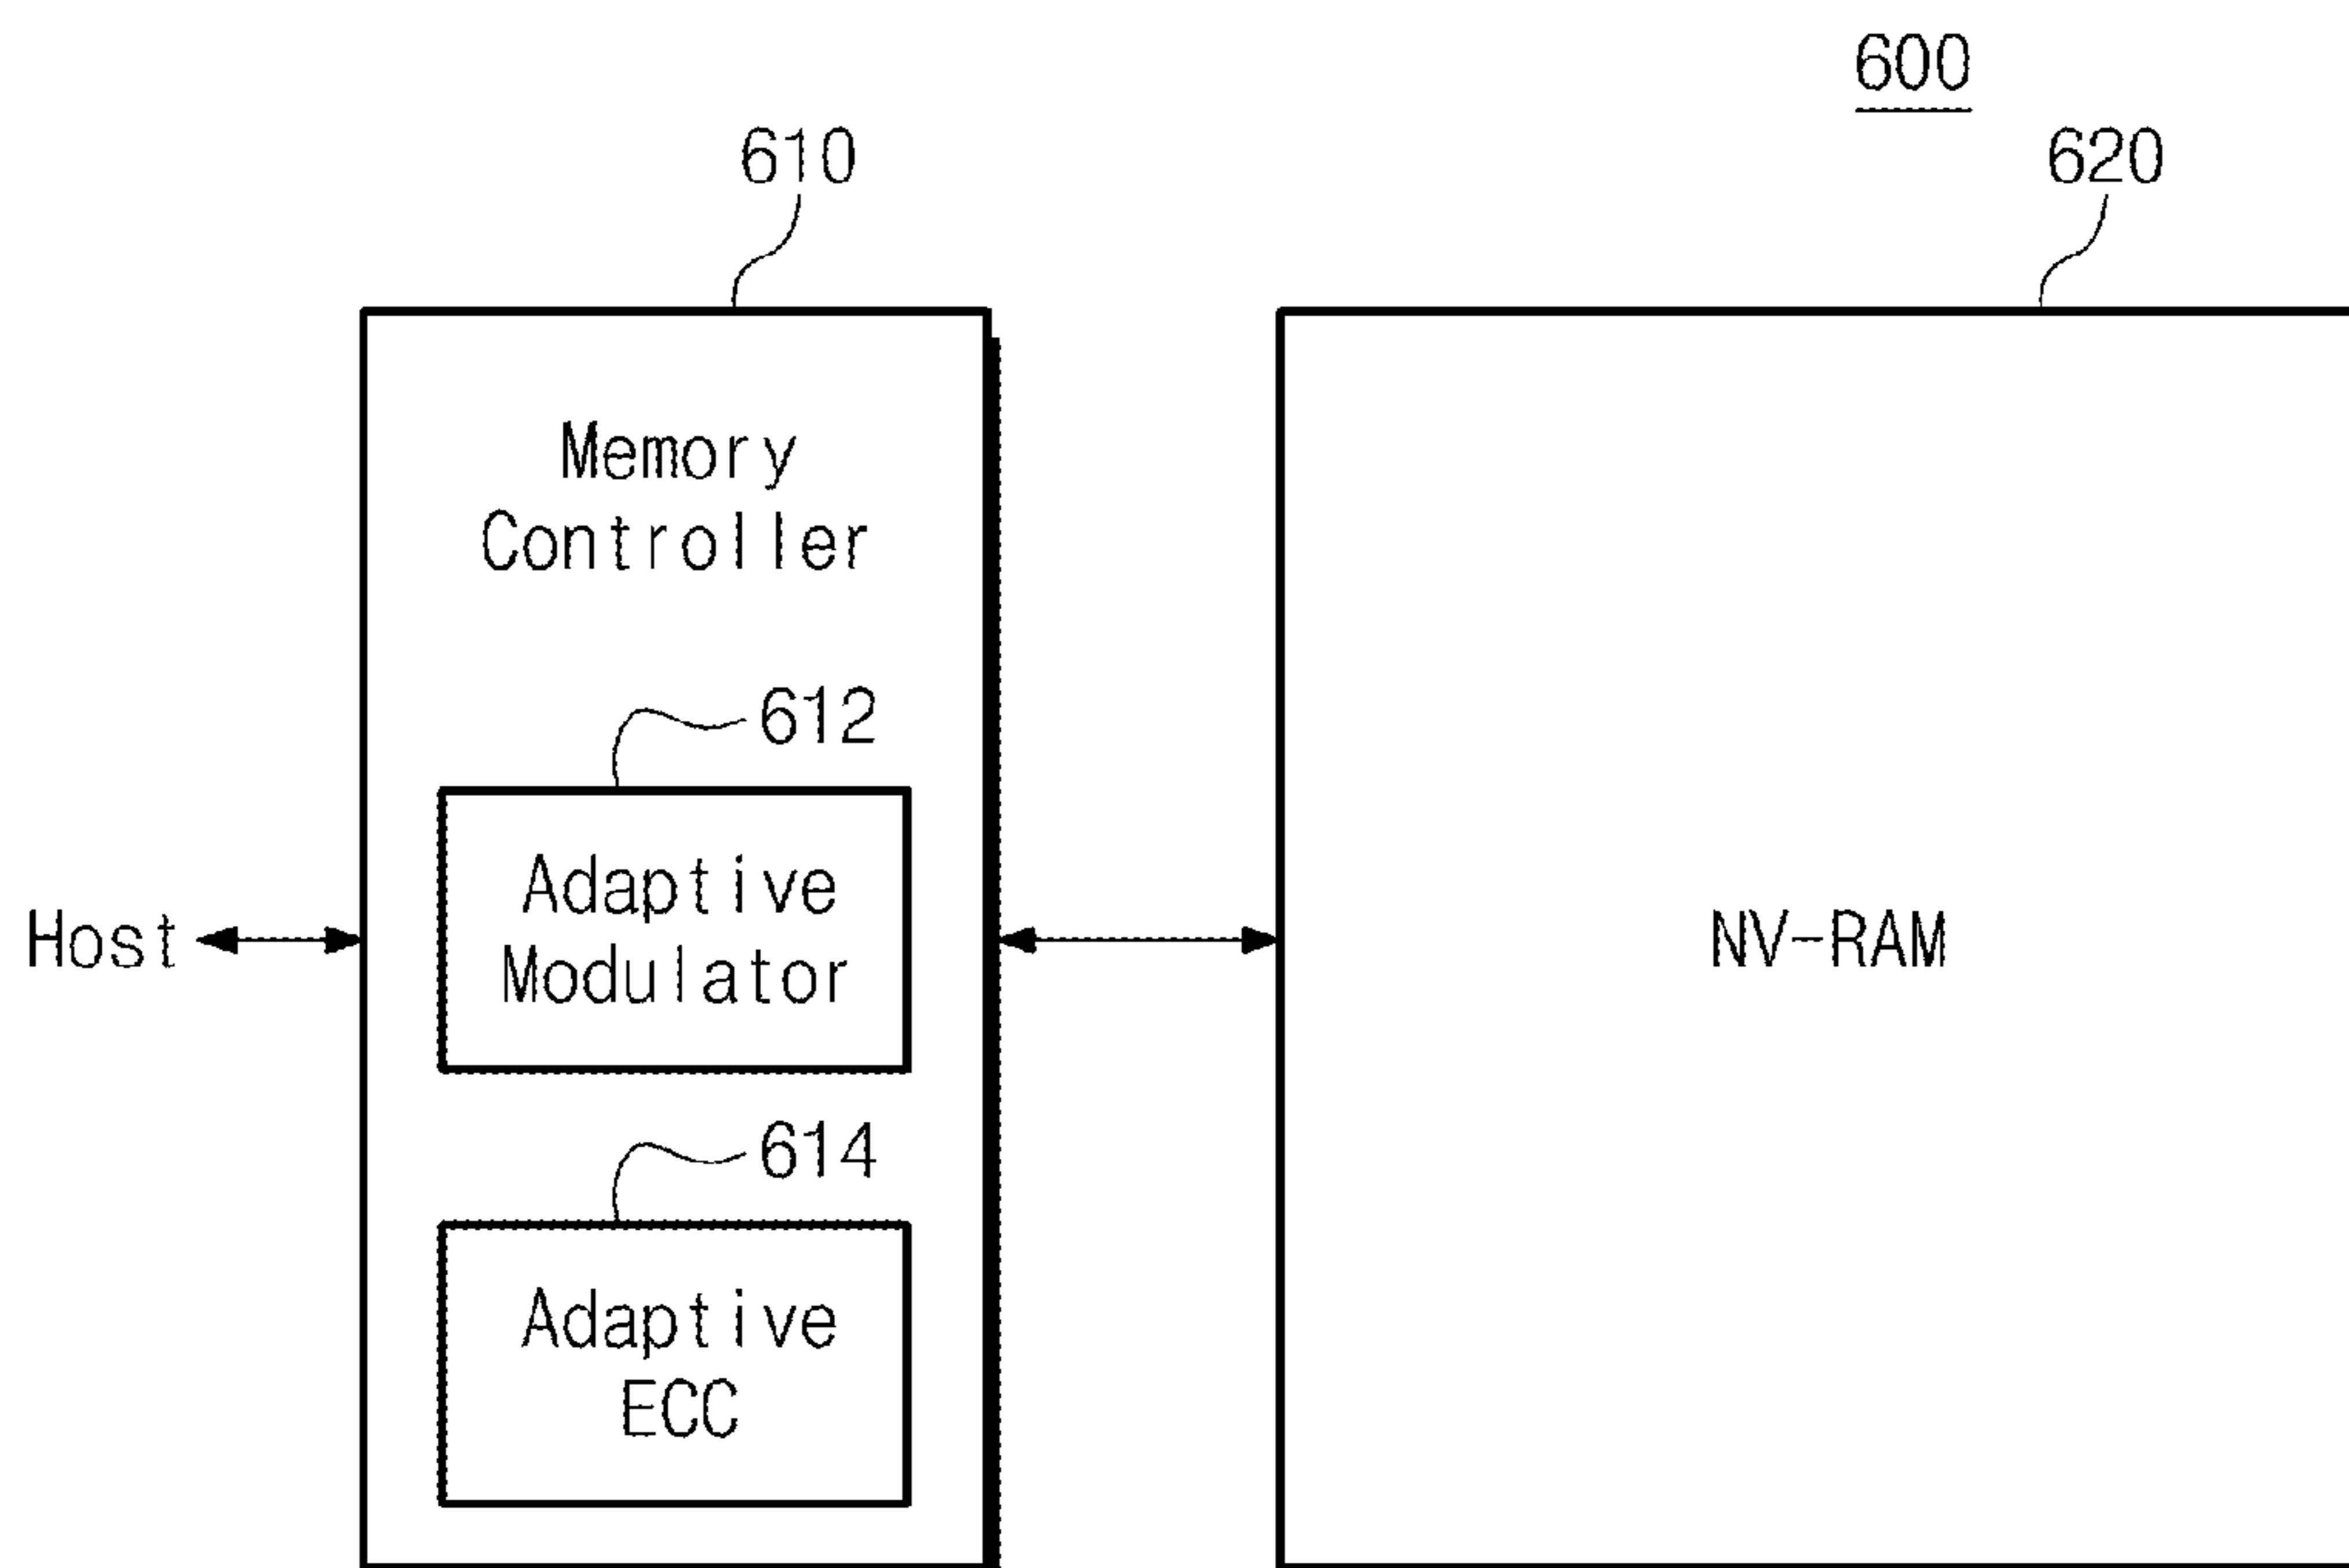 600
610
620
Memory
Controller
612
Adaptive
Modulator
Host
NV-RAM
614
Adaptive
ECC